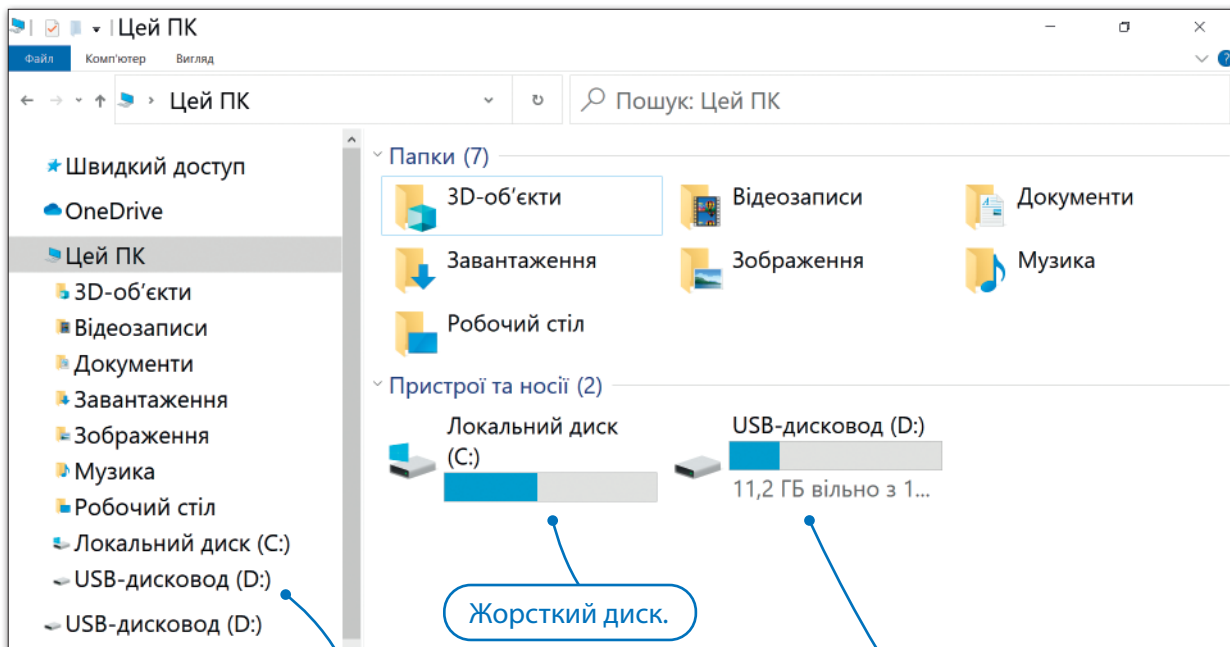 Цей ПК
Файл Комп'ютер Вигляд
Цей ПК
Пошук: Цей ПК
Швидкий доступ
OneDrive
Цей ПК
3D-об'єкти
Відеозаписи
Документи
Завантаження
Зображення
Музика
Робочий стіл
Локальний диск (C:)
USB-дисковод (D:)
USB-дисковод (D:)
Папки (7)
3D-об'єкти
Відеозаписи
Документи
Завантаження
Зображення
Музика
Робочий стіл
Пристрої та носії (2)
Локальний диск
(C:)
USB-дисковод (D:)
11,2 ГБ вільно з 1...
Жорсткий диск.